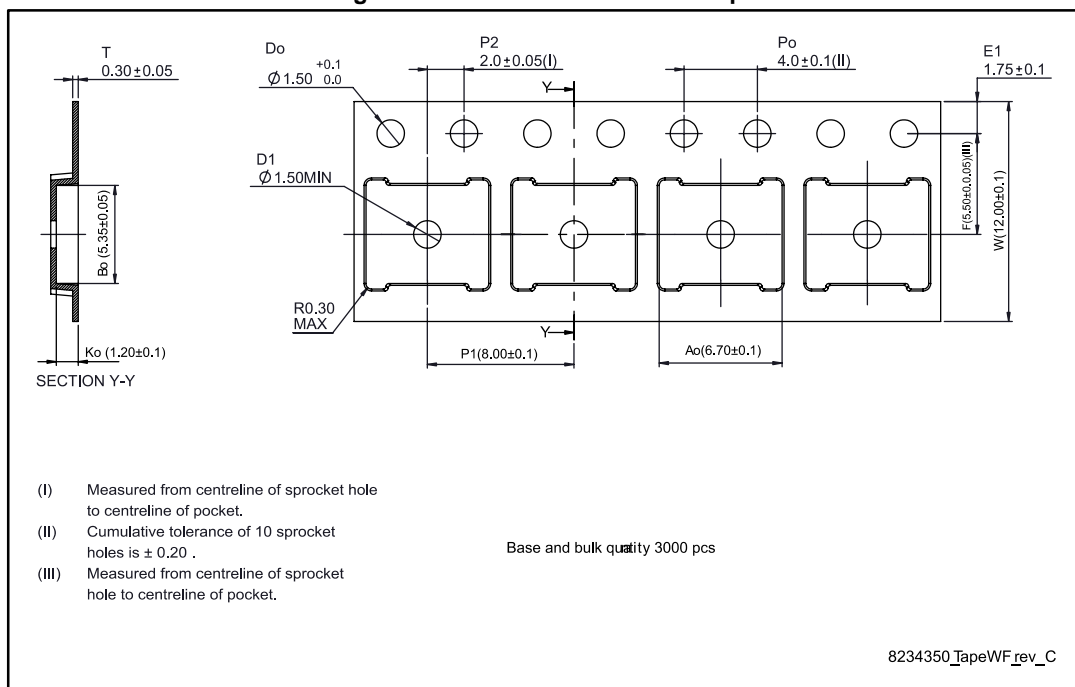 T
0.30±0.05
Do
Ø1.50 +0.1 0.0
P2
2.0±0.05(I)
Po
4.0±0.1(II)
E1
1.75±0.1
Y
D1
Ø1.50MIN
Bo (5.35±0.05)
F(5.50±0.0.05)(III)
W(12.00±0.1)
R0.30
MAX
Y
Ko (1.20±0.1)
P1(8.00±0.1)
Ao(6.70±0.1)
SECTION Y-Y
(I) Measured from centreline of sprocket hole
to centreline of pocket.
(II) Cumulative tolerance of 10 sprocket
holes is ± 0.20 .
(III) Measured from centreline of sprocket
hole to centreline of pocket.
Base and bulk
3000 pcs
8234350_TapeWF_rev_C